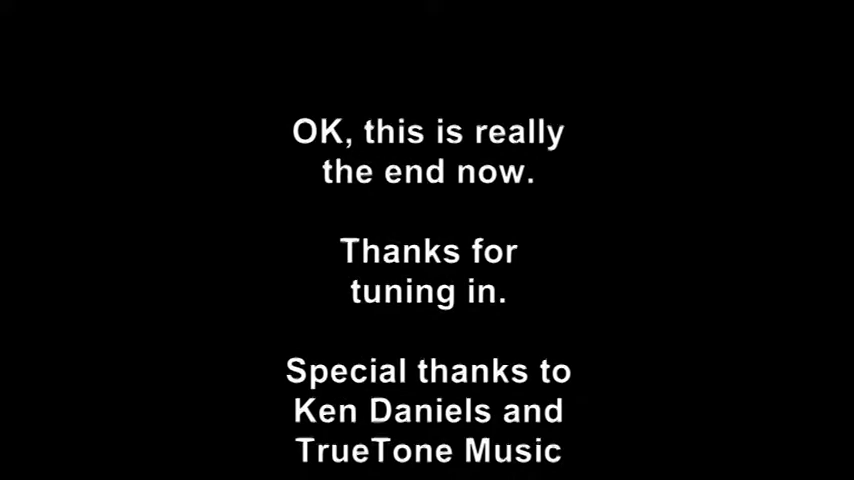 OK, this is really
the end now.
Thanks for
tuning in.
Special thanks to
Ken Daniels and
TrueTone Music